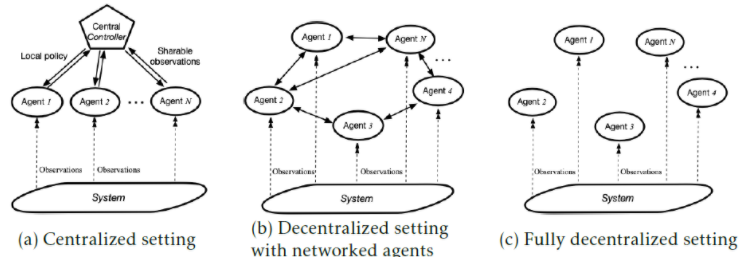 Central
Controller
Local policy
Sharable
observations
Agent 1
Agent 2
...
Agent N
Observations
Observations
System
(a) Centralized setting
Agent 1
Agent N
...
Agent 2
Agent 4
Agent 3
Observations
Observations
System
(b) Decentralized setting
with networked agents
Agent 1
Agent N
...
Agent 2
Agent 4
Agent 3
Observations
Observations
System
(c) Fully decentralized setting